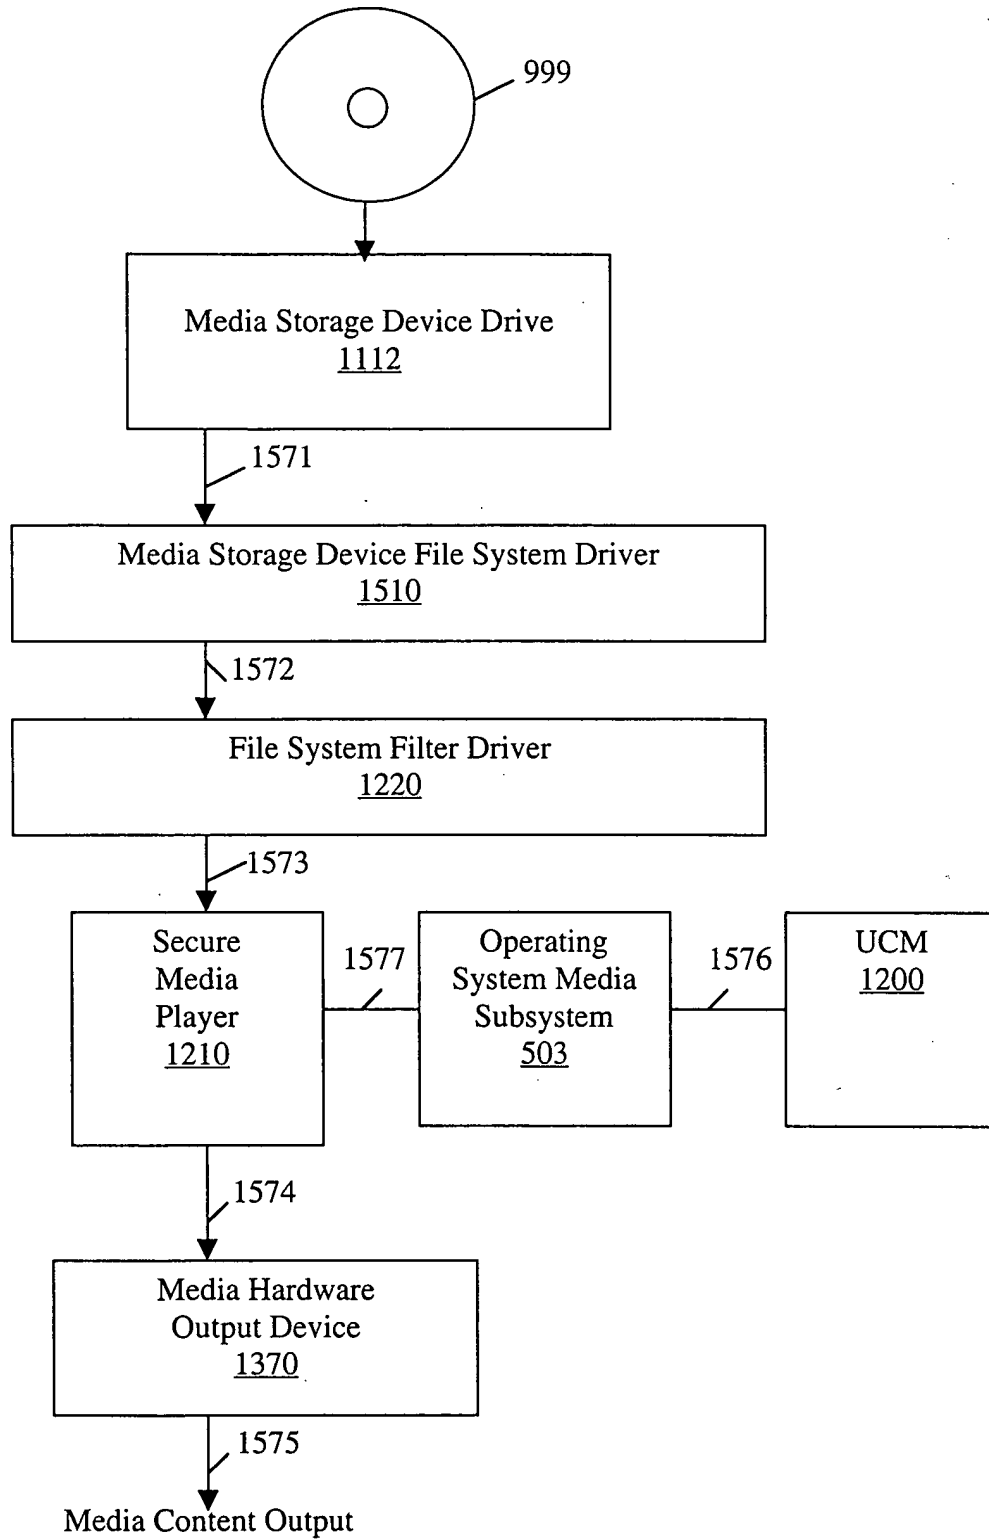 999
Media Storage Device Drive
1112
1571
Media Storage Device File System Driver
1510
1572
File System Filter Driver
1220
1573
Secure
Media
Player
1210
1577
Operating
System Media
Subsystem
503
1576
UCM
1200
1574
Media Hardware
Output Device
1370
1575
Media Content Output